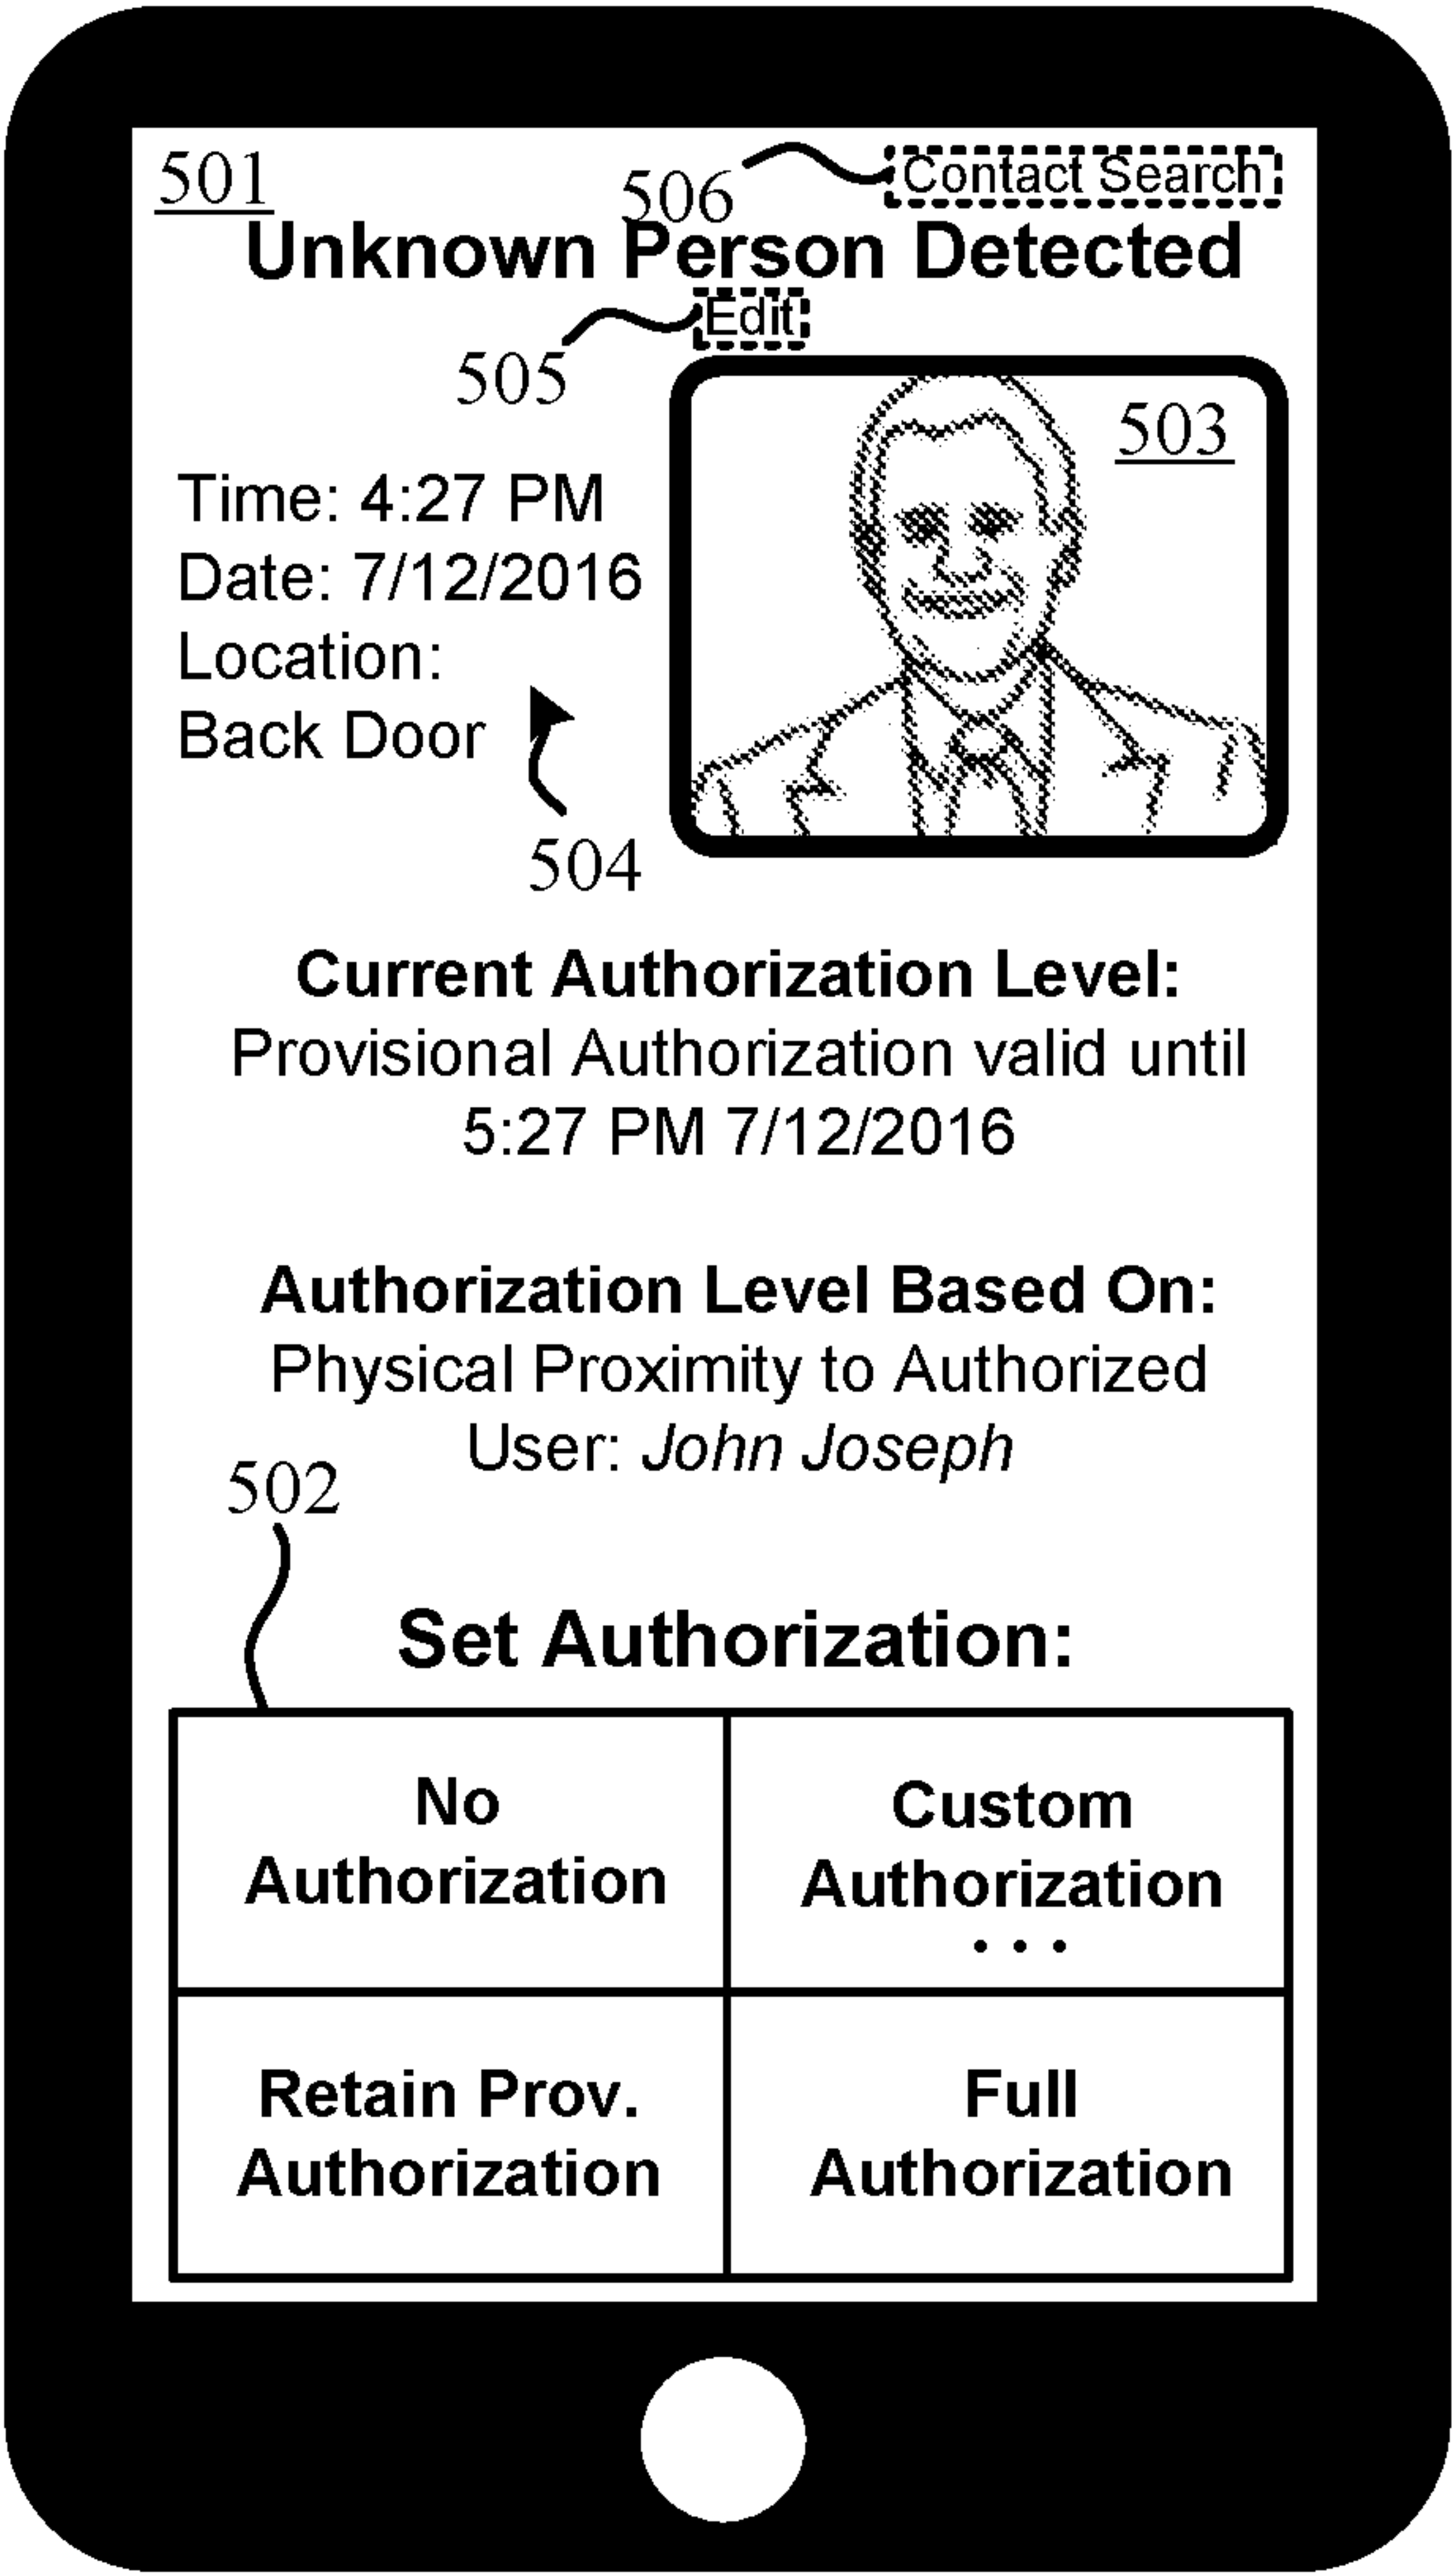 501
506
Contact Search
Unknown Person Detected
505
Edit
503
Time: 4:27 PM
Date: 7/12/2016
Location:
Back Door
504
Current Authorization Level:
Provisional Authorization valid until
5:27 PM 7/12/2016
Authorization Level Based On:
Physical Proximity to Authorized
User: John Joseph
502
Set Authorization:
No
Authorization
Custom
Authorization
• • •
Retain Prov.
Authorization
Full
Authorization